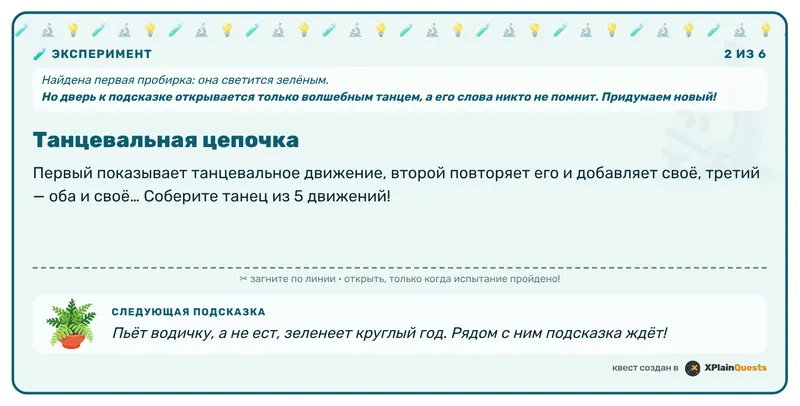 ЭКСПЕРИМЕНТ
2 ИЗ 6
Найдена первая пробирка: она светится зелёным.
Но дверь к подсказке открывается только волшебным танцем, а его слова никто не помнит. Придумаем новый!
Танцевальная цепочка
Первый показывает танцевальное движение, второй повторяет его и добавляет своё, третий
— оба и своё... Соберите танец из 5 движений!
✂ загните по линии • открыть, только когда испытание пройдено!
СЛЕДУЮЩАЯ ПОДСКАЗКА
Пьёт водичку, а не ест, зеленеет круглый год. Рядом с ним подсказка ждёт!
квест создан в XPlainQuests